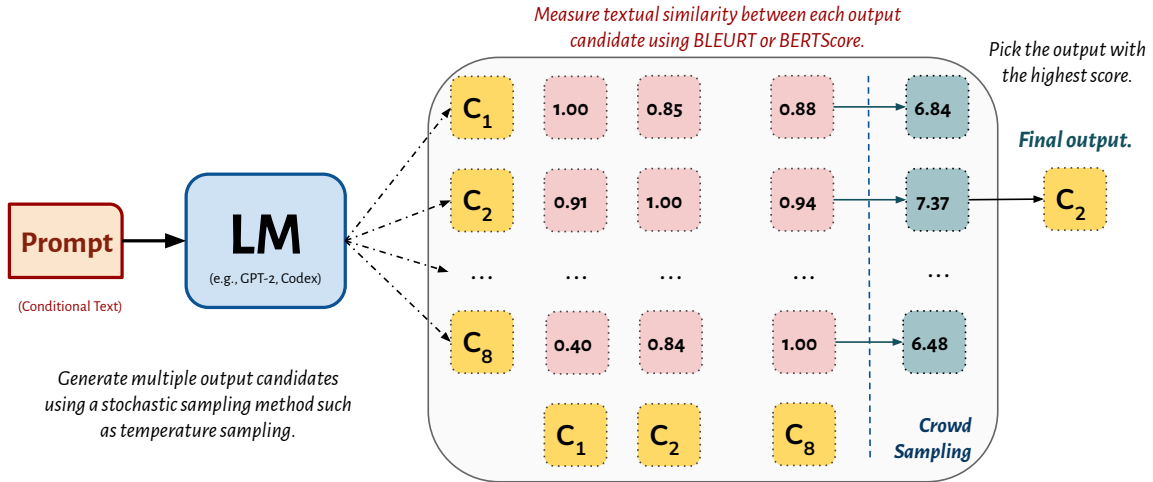 Measure textual similarity between each output
candidate using BLEURT or BERTScore.
Pick the output with
the highest score.
Final output.
C2
Prompt
(Conditional Text)
LM
(e.g., GPT-2, Codex)
Generate multiple output candidates
using a stochastic sampling method such
as temperature sampling.
C1 1.00 0.85 0.88 6.84
C2 0.91 1.00 0.94 7.37
... ... ... ... ...
C8 0.40 0.84 1.00 6.48
C1 C2 C8
Crowd
Sampling